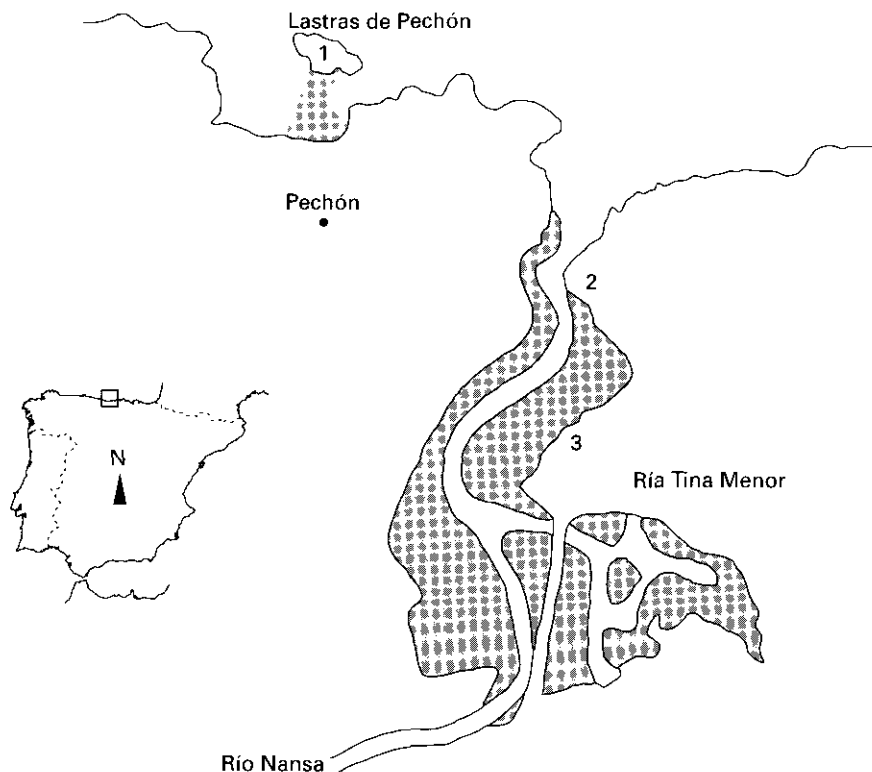 Lastras de Pechón
1
Pechón
2
3
N
Ría Tina Menor
Río Nansa